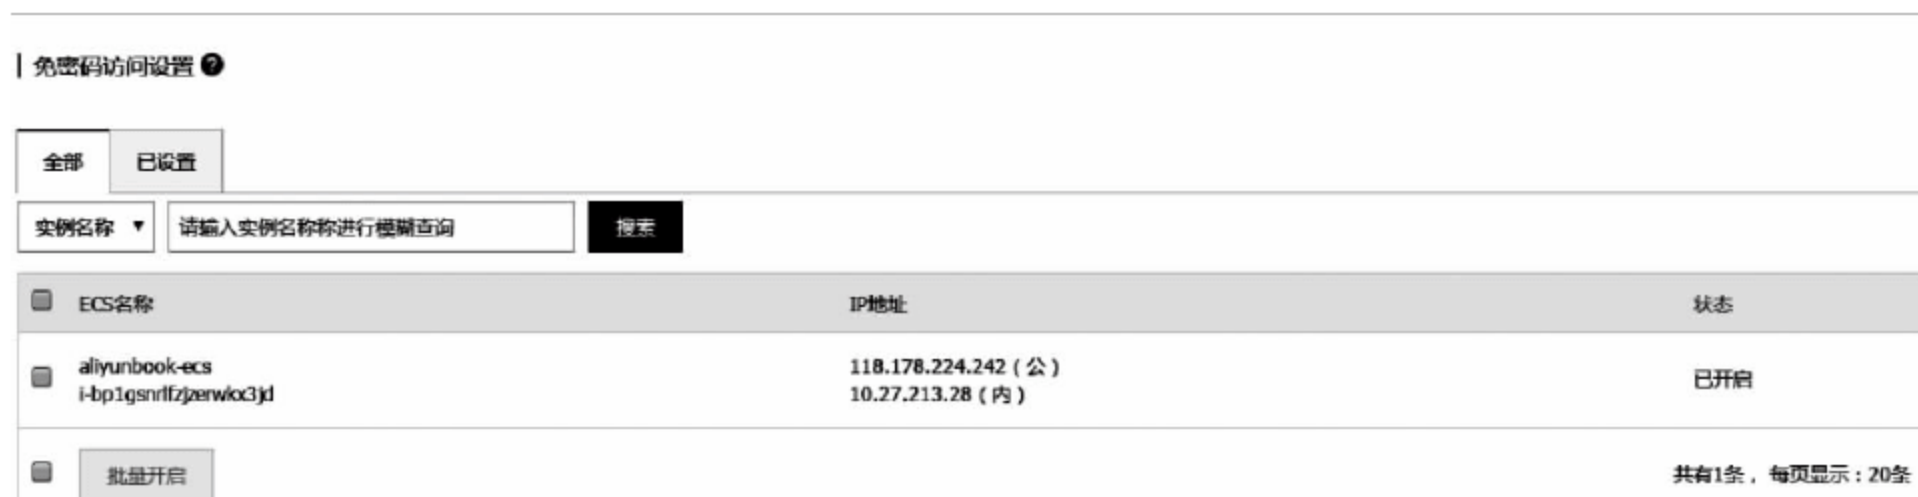 免密码访问设置
全部 已设置
实例名称 请输入实例名称称进行模糊查询 搜索
ECS名称 IP地址 状态
aliyunbook-ecs 118.178.224.242 ( 公 )
10.27.213.28 ( 内 )
已开启
批量开启 共有1条， 每页显示：20条